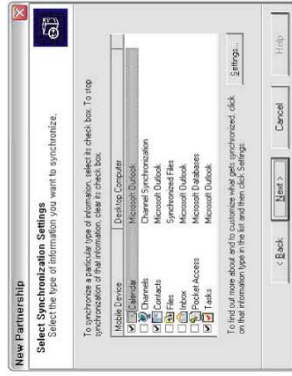 New Partnership
Select Synchronization Settings
Select the type of information you want to synchronize.
To synchronize a particular type of information, select its check box. To stop
synchronization of that information, clear its check box.
Mobile Device Desktop Computer
Calendar Microsoft Outlook
Channels Channel Synchronization
Contacts Microsoft Outlook
Files Synchronized Files
Inbox Microsoft Outlook
Pocket Access Microsoft Databases
Tasks Microsoft Outlook
To find out more about and to customize what gets synchronized, click
on that information type in the list and then click Settings.
Settings...
< Back Next > Cancel Help